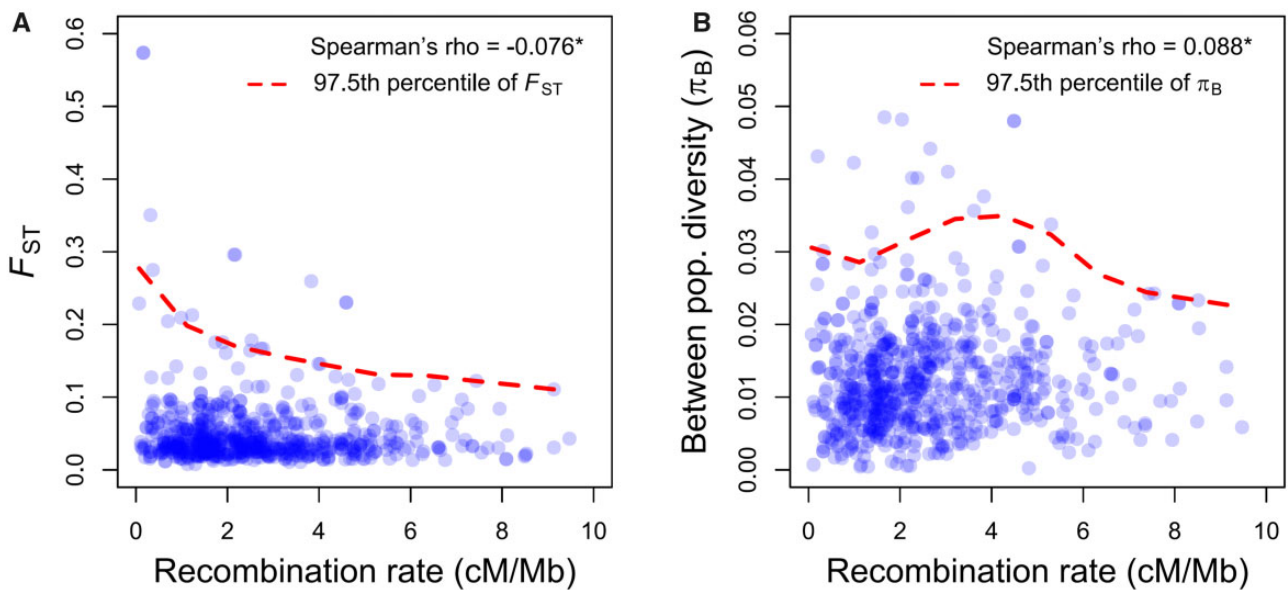 A
Spearman's rho = -0.076*
97.5th percentile of FST
FST
0.6
0.5
0.4
0.3
0.2
0.1
0.0
0 2 4 6 8 10
Recombination rate (cM/Mb)
B
Spearman's rho = 0.088*
97.5th percentile of πB
Between pop. diversity (πB)
0.06
0.05
0.04
0.03
0.02
0.01
0.00
0 2 4 6 8 10
Recombination rate (cM/Mb)